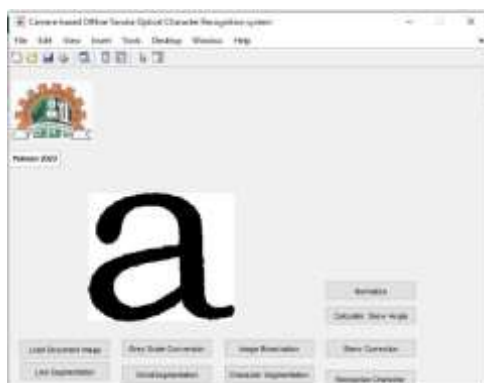 Camera based Offline Soraba Optical Character Recognition system
File Edit View Insert Tools Desktop Window Help
a
Normalize
Calculate Skew Angle
Load Document Image
Grey Scale Conversion
Image Binarization
Skew Correction
Line Segmentation
Word Segmentation
Character Segmentation
Recognize Character